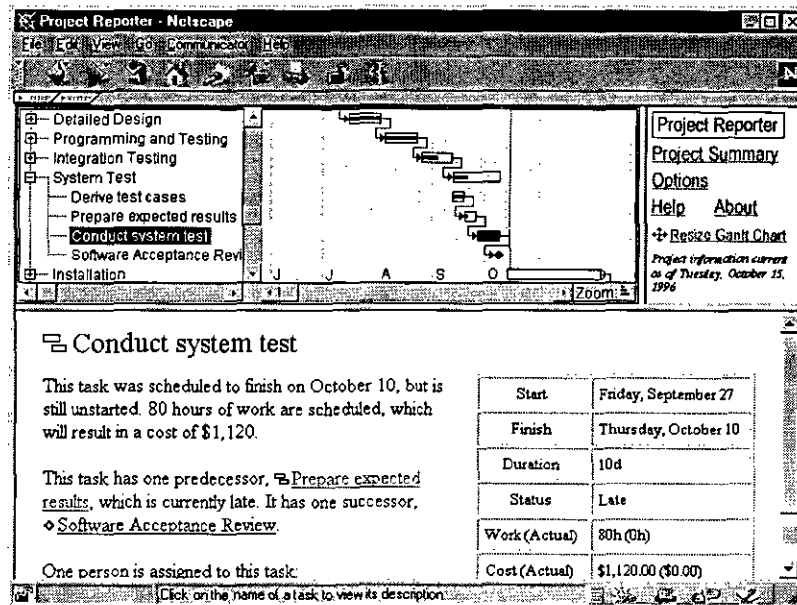 Project Reporter - Netscape
File Edit View Go Communicator Help
Detailed Design
Programming and Testing
Integration Testing
System Test
Derive test cases
Prepare expected results
Conduct system test
Software Acceptance Revi
Installation
J J A S O
Zoom
Project Reporter
Project Summary
Options
Help About
Resize Gantt Chart
Project information current
as of Tuesday, October 15,
1996
Conduct system test
This task was scheduled to finish on October 10, but is
still unstarted. 80 hours of work are scheduled, which
will result in a cost of $1,120.
This task has one predecessor, Prepare expected
results, which is currently late. It has one successor,
Software Acceptance Review.
One person is assigned to this task:
Start Friday, September 27
Finish Thursday, October 10
Duration 10d
Status Late
Work (Actual) 80h (0h)
Cost (Actual) $1,120.00 ($0.00)
Click on the name of a task to view its description